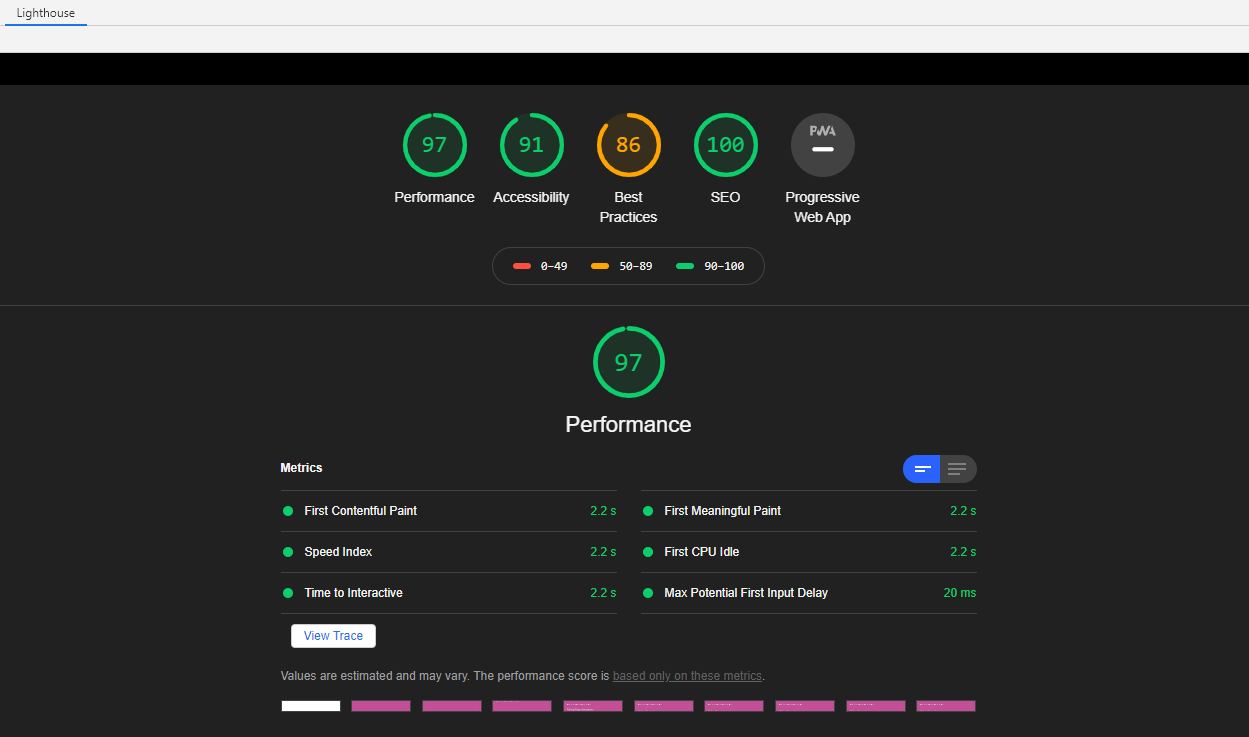 Lighthouse
97
91
86
100
PWA
Performance
Accessibility
Best
Practices
SEO
Progressive
Web App
0–49
50–89
90–100
97
Performance
Metrics
First Contentful Paint
2.2 s
First Meaningful Paint
2.2 s
Speed Index
2.2 s
First CPU Idle
2.2 s
Time to Interactive
2.2 s
Max Potential First Input Delay
20 ms
View Trace
Values are estimated and may vary. The performance score is based only on these metrics.